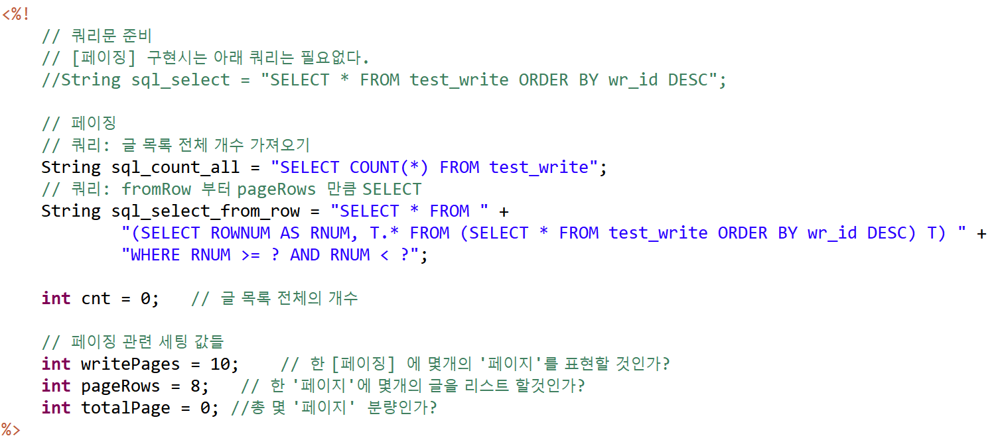 <%!
// 쿼리문 준비
// [페이징] 구현시는 아래 쿼리는 필요없다.
//String sql_select = "SELECT * FROM test_write ORDER BY wr_id DESC";
// 페이징
// 쿼리: 글 목록 전체 개수 가져오기
String sql_count_all = "SELECT COUNT(*) FROM test_write";
// 쿼리: fromRow 부터 pageRows 만큼 SELECT
String sql_select_from_row = "SELECT * FROM " +
"(SELECT ROWNUM AS RNUM, T.* FROM (SELECT * FROM test_write ORDER BY wr_id DESC) T) " +
"WHERE RNUM >= ? AND RNUM < ?";
int cnt = 0; // 글 목록 전체의 개수
// 페이징 관련 세팅 값들
int writePages = 10; // 한 [페이징] 에 몇개의 '페이지'를 표현할 것인가?
int pageRows = 8; // 한 '페이지'에 몇개의 글을 리스트 할것인가?
int totalPage = 0; //총 몇 '페이지' 분량인가?
%>